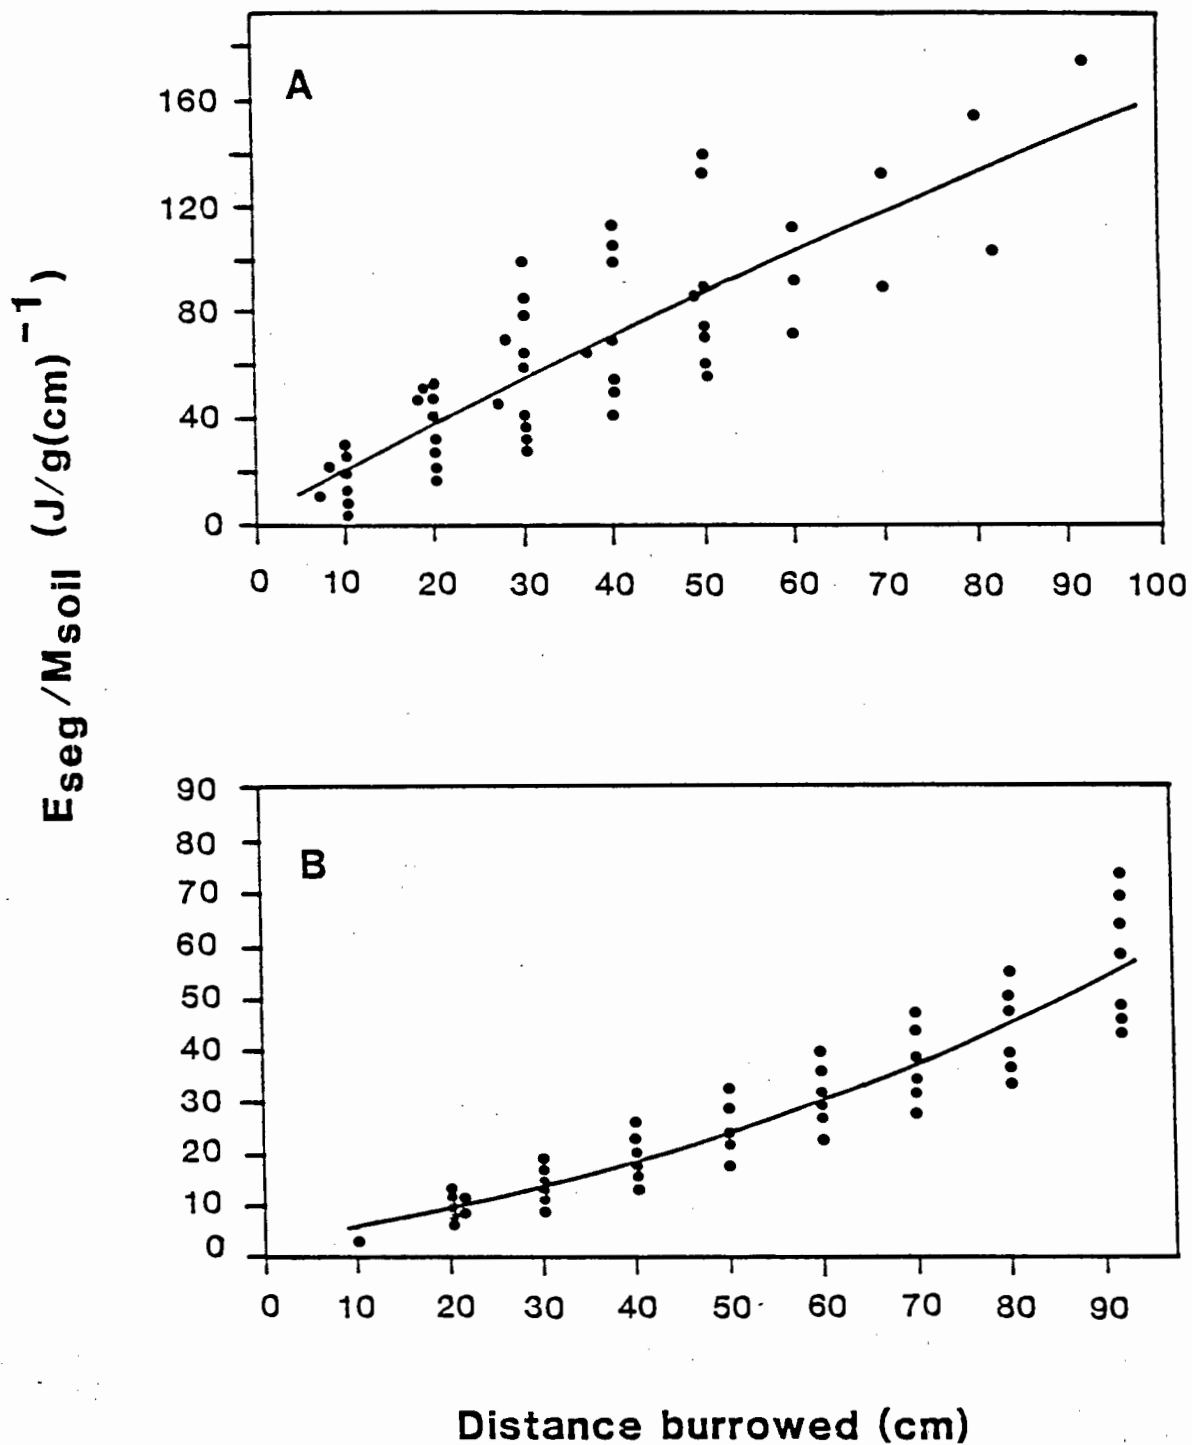 Eseg/Msoil (J/g(cm)⁻¹)
A
160
120
80
40
0
0 10 20 30 40 50 60 70 80 90 100
B
90
80
70
60
50
40
30
20
10
0
0 10 20 30 40 50 60 70 80 90
Distance burrowed (cm)